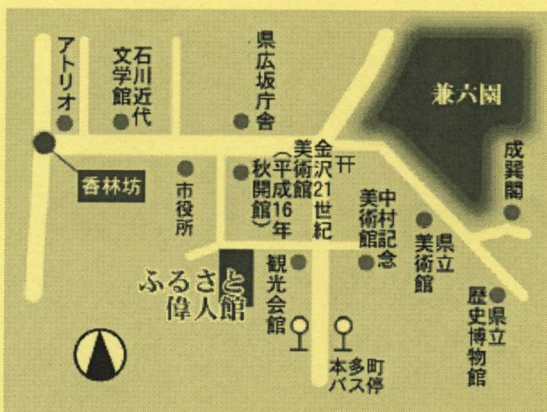 アトリオ
石川近代
文学館
県広坂庁舎
兼六園
成巽閣
香林坊
市役所
金沢21世紀
美術館
(平成16年
秋開館)
中村記念
美術館
県立
美術館
県立
歴史博物館
ふるさと
偉人館
観光会館
本多町
バス停